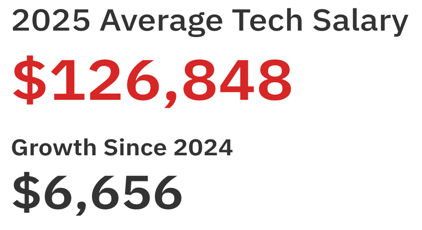 2025 Average Tech Salary
$126,848
Growth Since 2024
$6,656